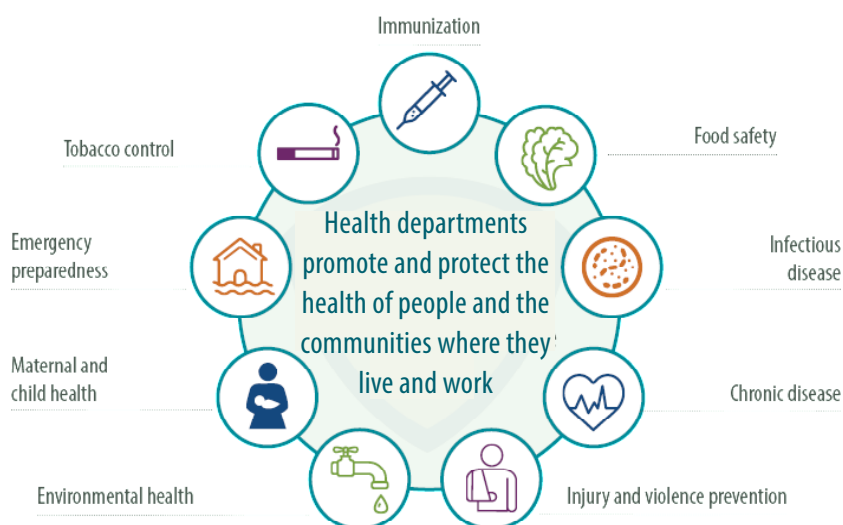 Immunization
Tobacco control
Food safety
Health departments
promote and protect the
health of people and the
communities where they
live and work
Emergency
preparedness
Infectious
disease
Maternal and
child health
Chronic disease
Environmental health
Injury and violence prevention